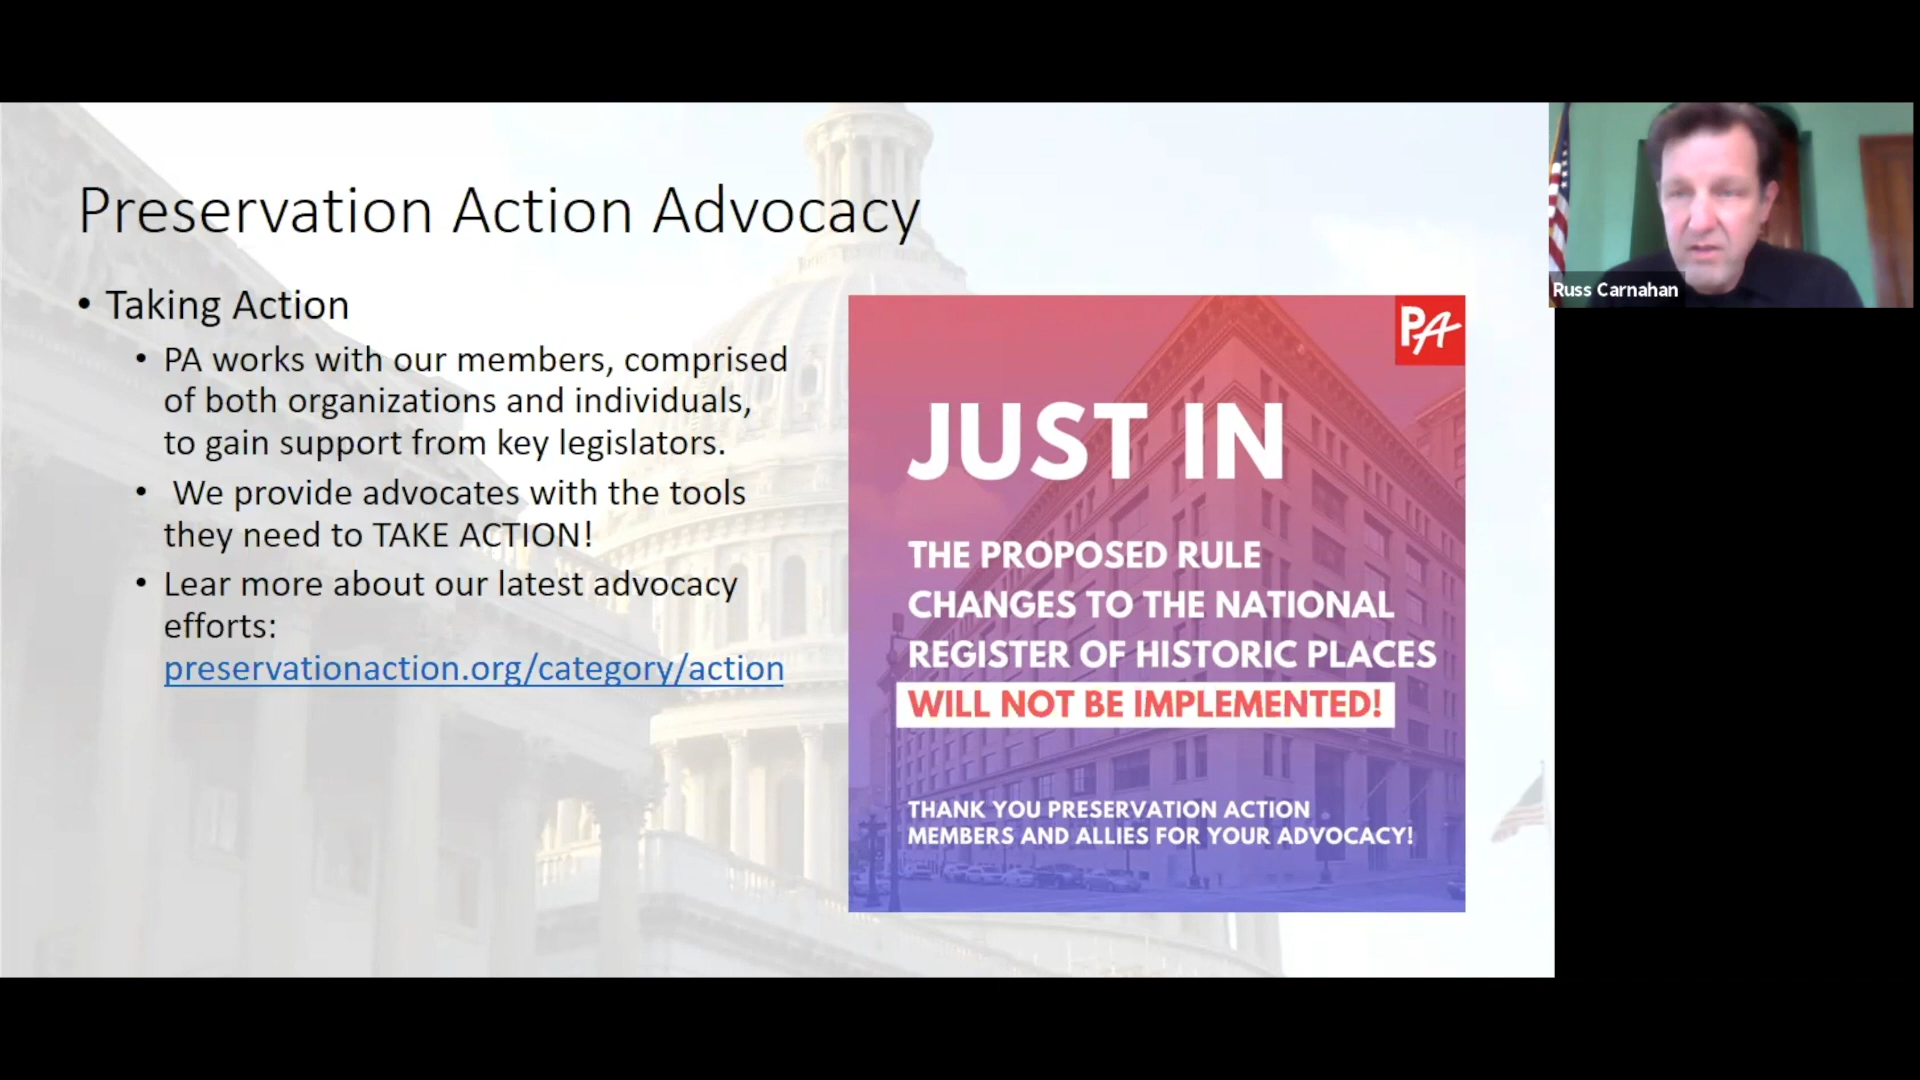 Preservation Action Advocacy
• Taking Action
• PA works with our members, comprised
of both organizations and individuals,
to gain support from key legislators.
• We provide advocates with the tools
they need to TAKE ACTION!
• Lear more about our latest advocacy
efforts:
preservationaction.org/category/action
PA
JUST IN
THE PROPOSED RULE
CHANGES TO THE NATIONAL
REGISTER OF HISTORIC PLACES
WILL NOT BE IMPLEMENTED!
THANK YOU PRESERVATION ACTION
MEMBERS AND ALLIES FOR YOUR ADVOCACY!
Russ Carnahan